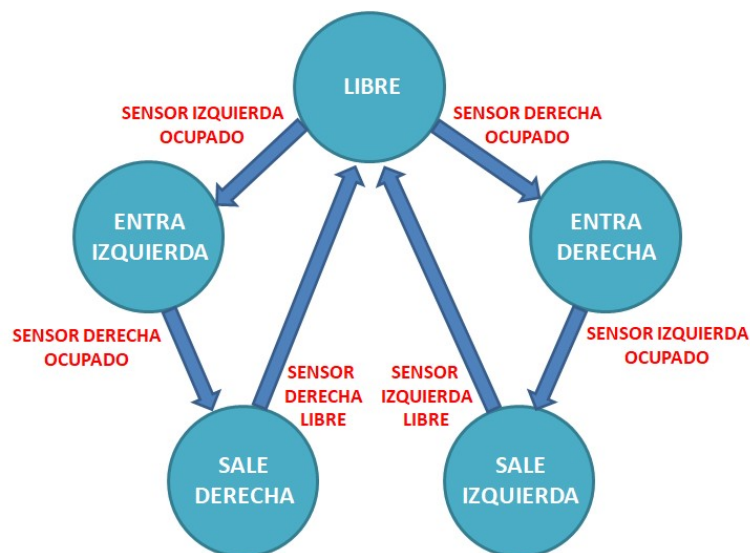 LIBRE
SENSOR IZQUIERDA
OCUPADO
SENSOR DERECHA
OCUPADO
ENTRA
IZQUIERDA
ENTRA
DERECHA
SENSOR DERECHA
OCUPADO
SENSOR IZQUIERDA
OCUPADO
SENSOR
DERECHA
LIBRE
SENSOR
IZQUIERDA
LIBRE
SALE
DERECHA
SALE
IZQUIERDA